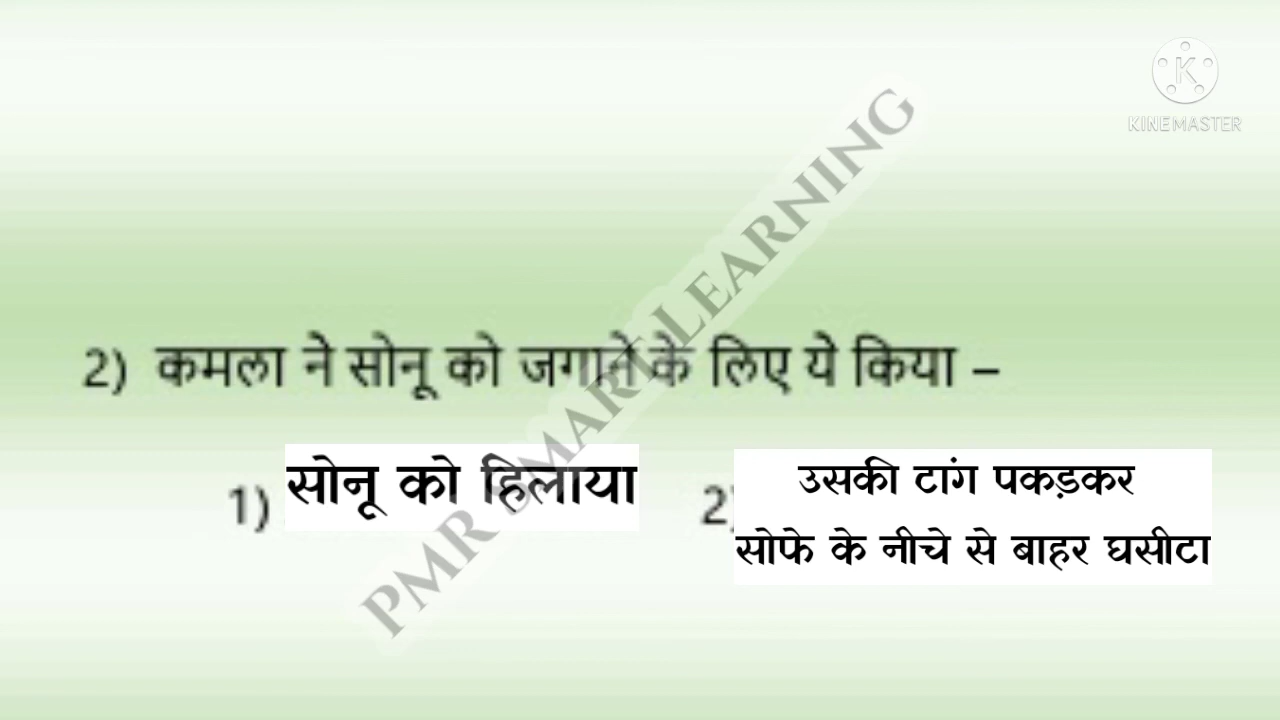 KINEMASTER
PMR SMART LEARNING
2) कमला ने सोनू को जगाने के लिए ये किया –
1) सोनू को हिलाया
2) उसकी टांग पकड़कर
सोफे के नीचे से बाहर घसीटा